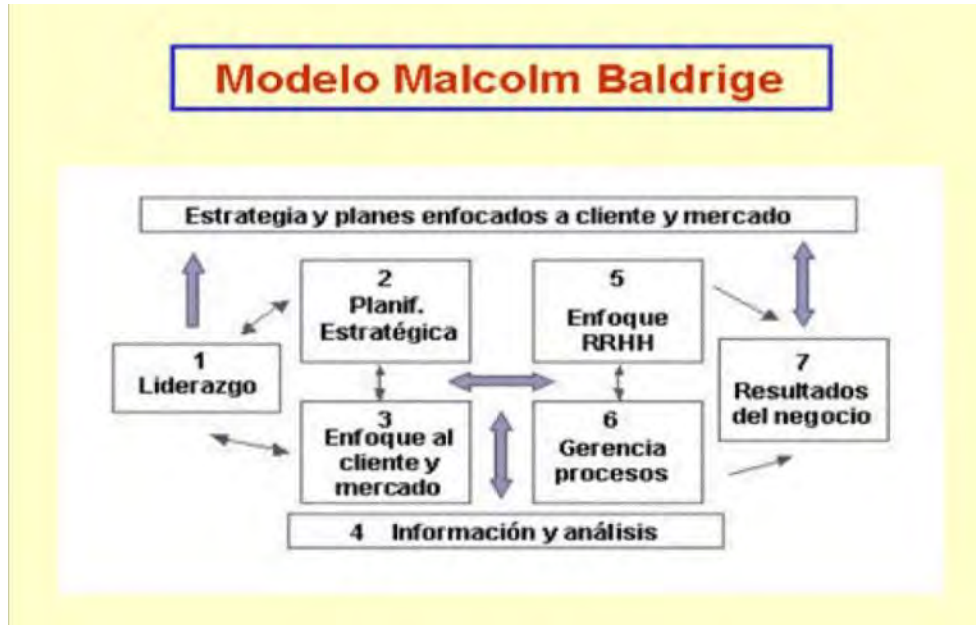 Modelo Malcolm Baldrige
Estrategia y planes enfocados a cliente y mercado
1
Liderazgo
2
Planif.
Estratégica
3
Enfoque al
cliente y
mercado
4 Información y análisis
5
Enfoque
RRHH
6
Gerencia
procesos
7
Resultados
del negocio